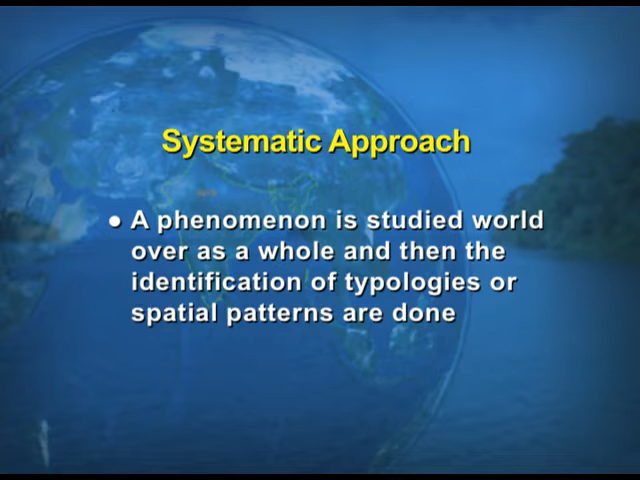 Systematic Approach
● A phenomenon is studied world
over as a whole and then the
identification of typologies or
spatial patterns are done